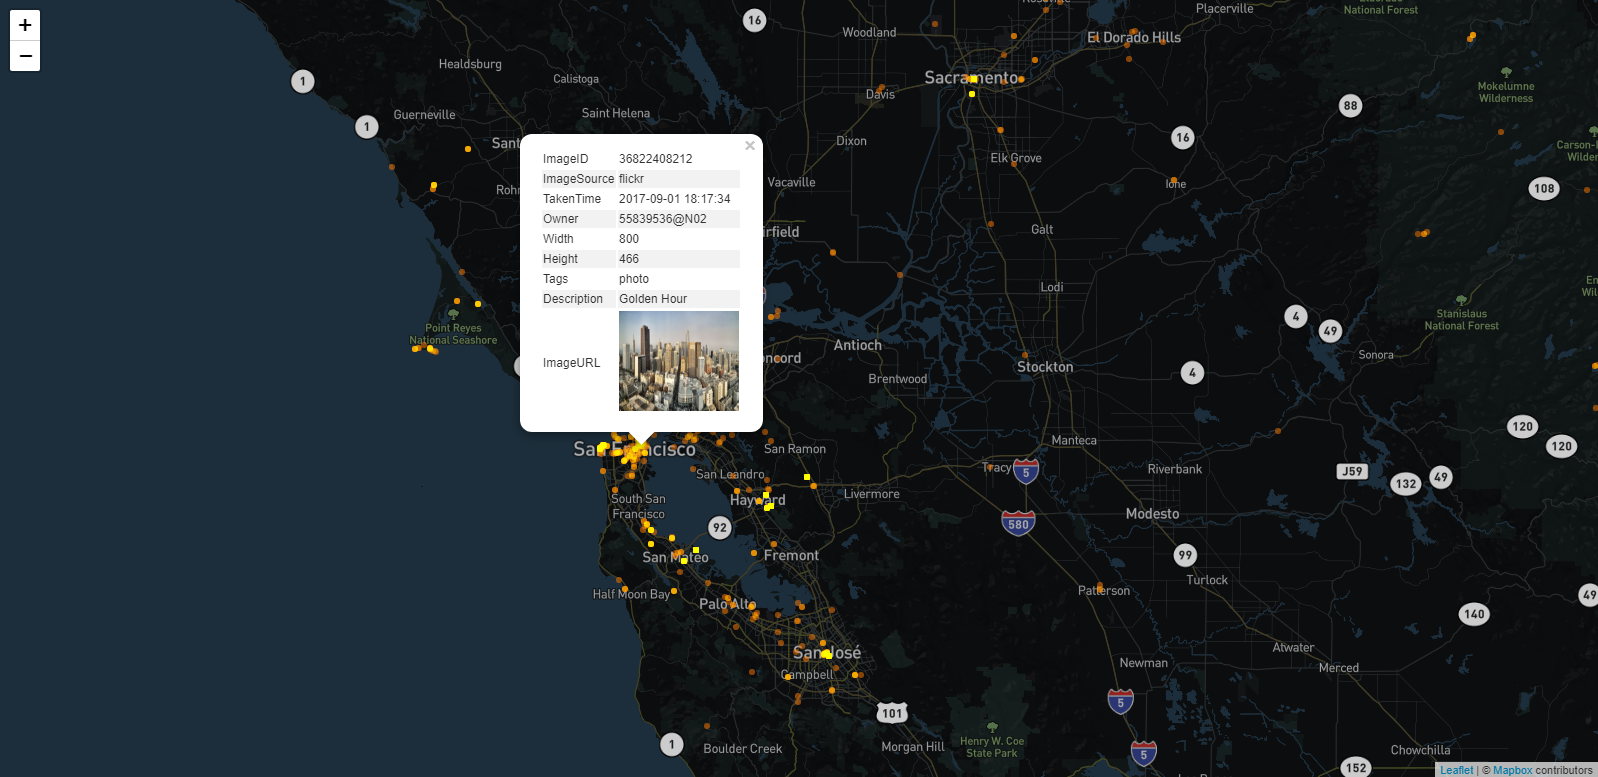 +
−
16
Woodland
Placerville
El Dorado Hills
National Forest
Healdsburg
Calistoga
Sacramento
1
Davis
Mokelumne
Wilderness
Guerneville
Saint Helena
88
1
Dixon
16
Elk Grove
Vacaville
Ione
108
Galt
Lodi
4
49
Stanislaus
National Forest
Point Reyes
National Seashore
Antioch
Sonora
Stockton
4
Brentwood
×
ImageID 36822408212
ImageSource flickr
TakenTime 2017-09-01 18:17:34
Owner 55839536@N02
Width 800
Height 466
Tags photo
Description Golden Hour
ImageURL
120
120
San Francisco
San Ramon
Manteca
San Leandro
Tracy
5
Riverbank
J59
132
49
Hayward
Livermore
South San
Francisco
92
580
Modesto
San Mateo
Fremont
99
Turlock
Half Moon Bay
Palo Alto
Patterson
49
140
San José
Campbell
Atwater
Newman
Merced
5
101
1
Boulder Creek
Morgan Hill
Henry W. Coe
State Park
5
Chowchilla
152
Leaflet | © Mapbox contributors